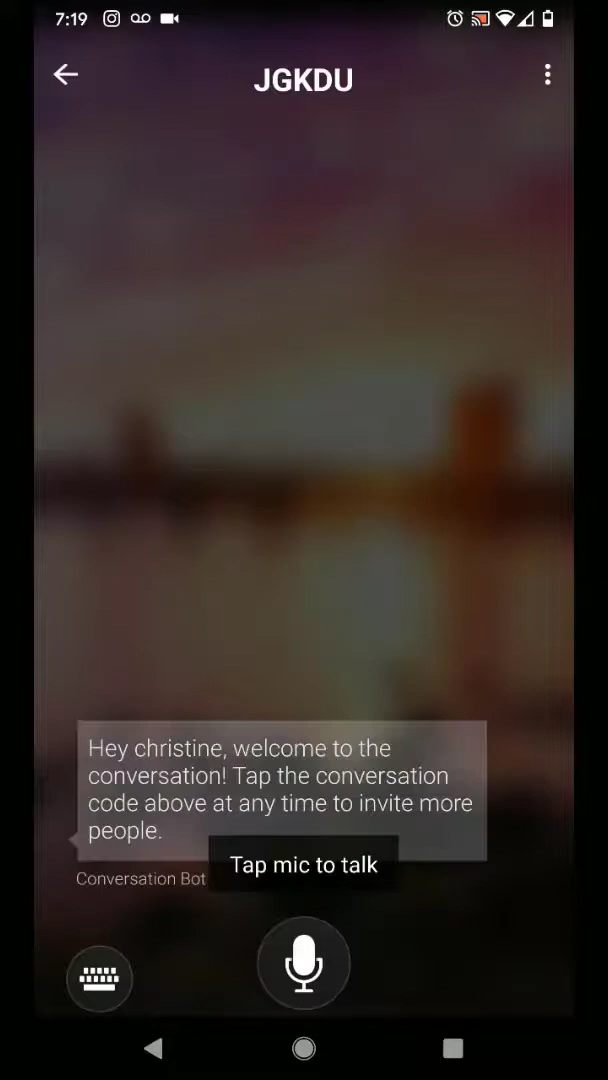 7:19
JGKDU
Hey christine, welcome to the
conversation! Tap the conversation
code above at any time to invite more
people.
Tap mic to talk
Conversation Bot